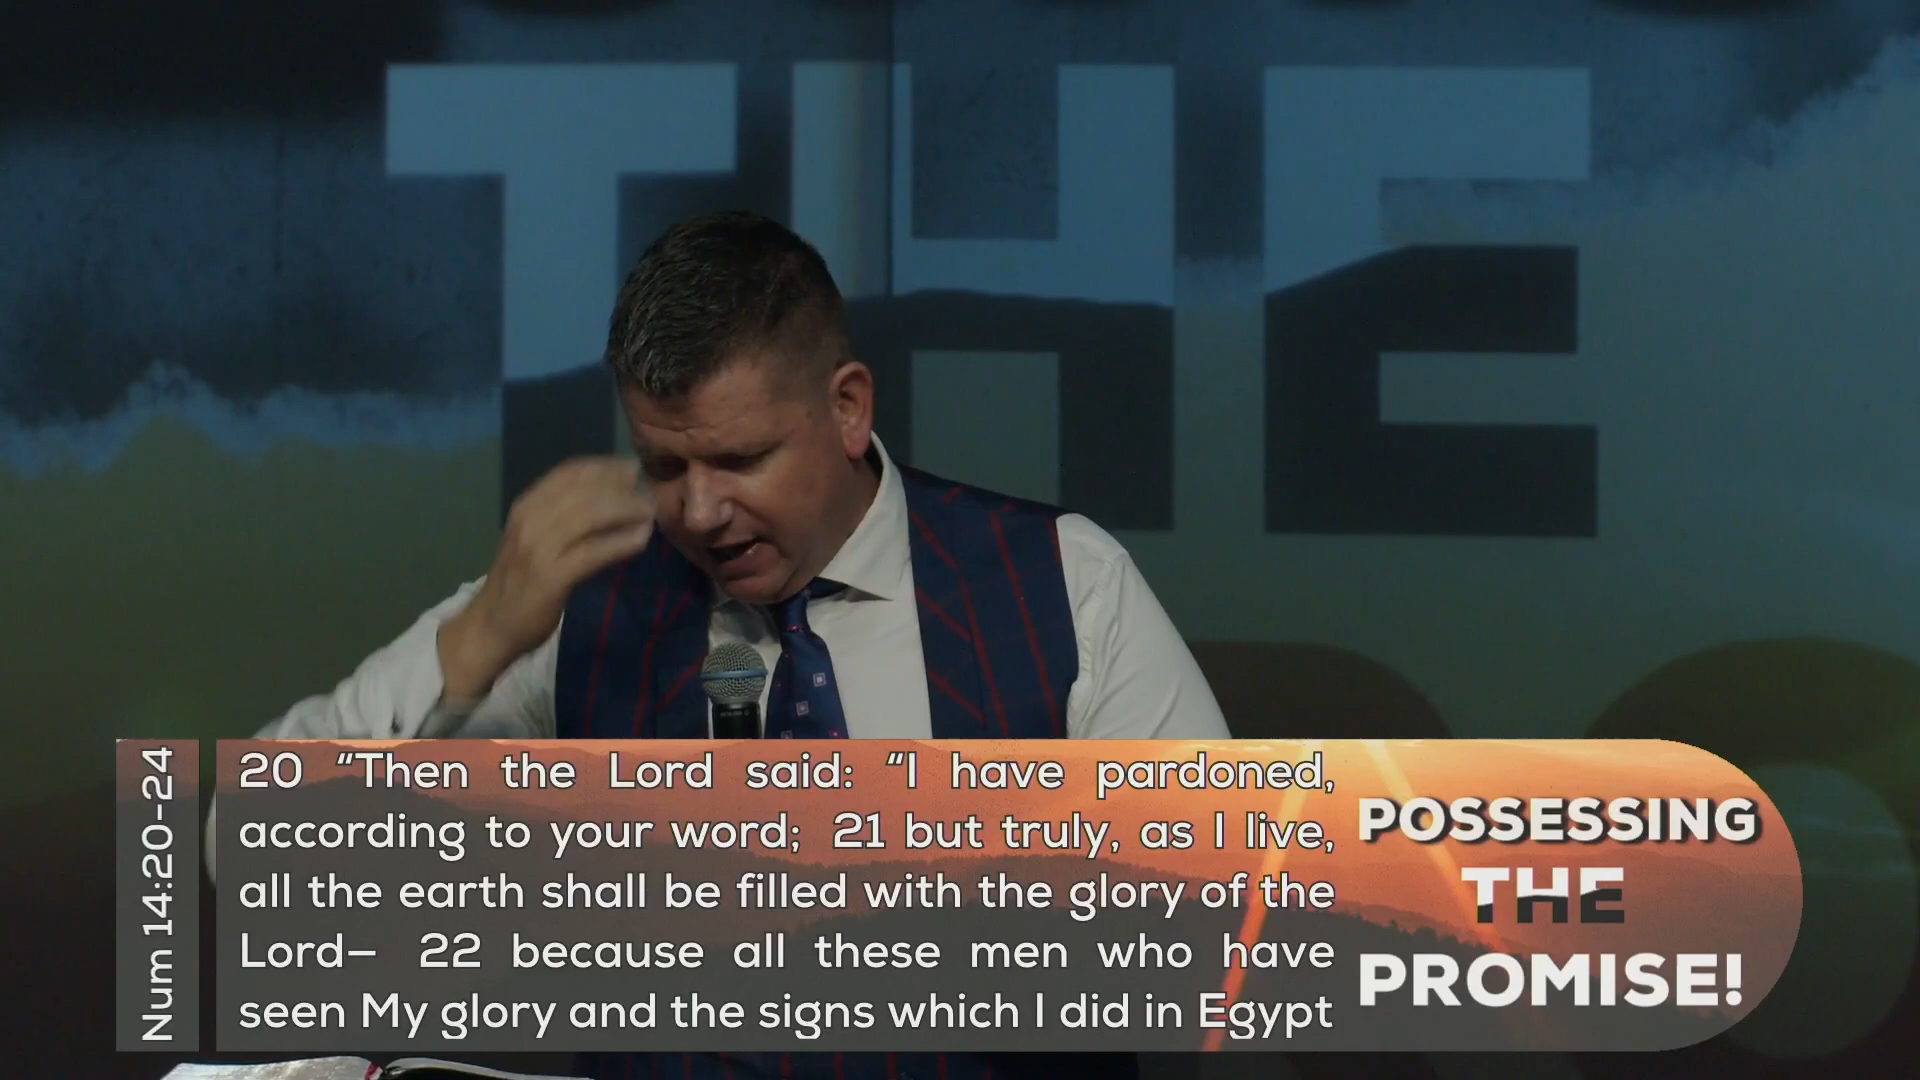 THE
Num 14:20-24
20 “Then the Lord said: “I have pardoned,
according to your word; 21 but truly, as I live,
all the earth shall be filled with the glory of the
Lord— 22 because all these men who have
seen My glory and the signs which I did in Egypt
POSSESSING
THE
PROMISE!